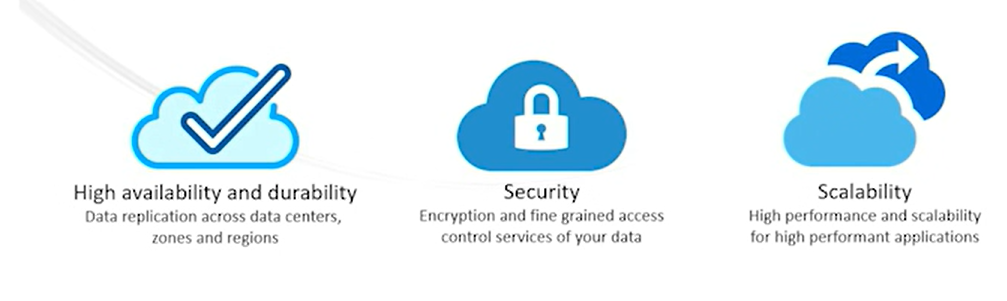 High availability and durability
Data replication across data centers,
zones and regions
Security
Encryption and fine grained access
control services of your data
Scalability
High performance and scalability
for high performant applications